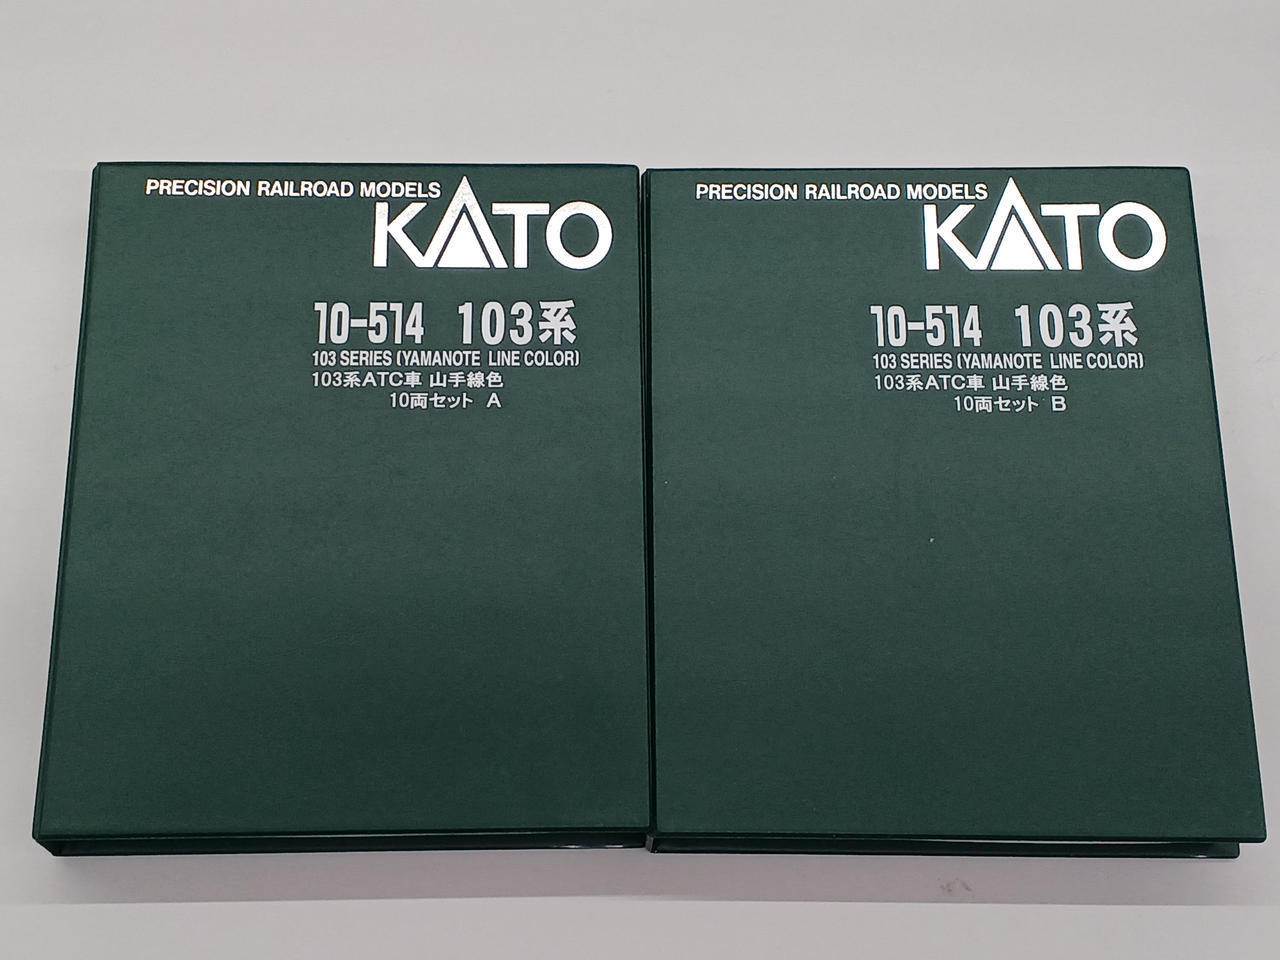 PRECISION RAILROAD MODELS
KATO
10-514 103系
103 SERIES (YAMANOTE LINE COLOR)
103系ATC車 山手線色
10両セット A
PRECISION RAILROAD MODELS
KATO
10-514 103系
103 SERIES (YAMANOTE LINE COLOR)
103系ATC車 山手線色
10両セット B